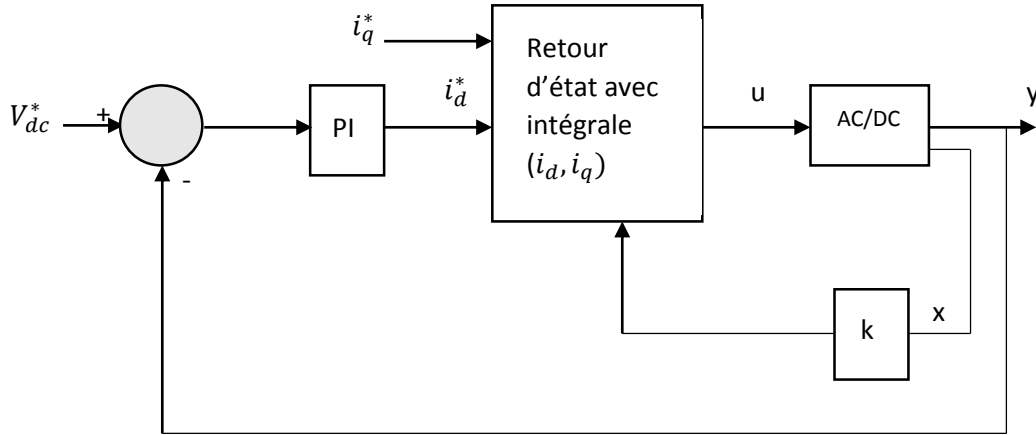 i_q^*
Retour
d'état avec
intégrale
(i_d, i_q)
i_d^*
u
y
AC/DC
V_dc^*
+
PI
-
k
x